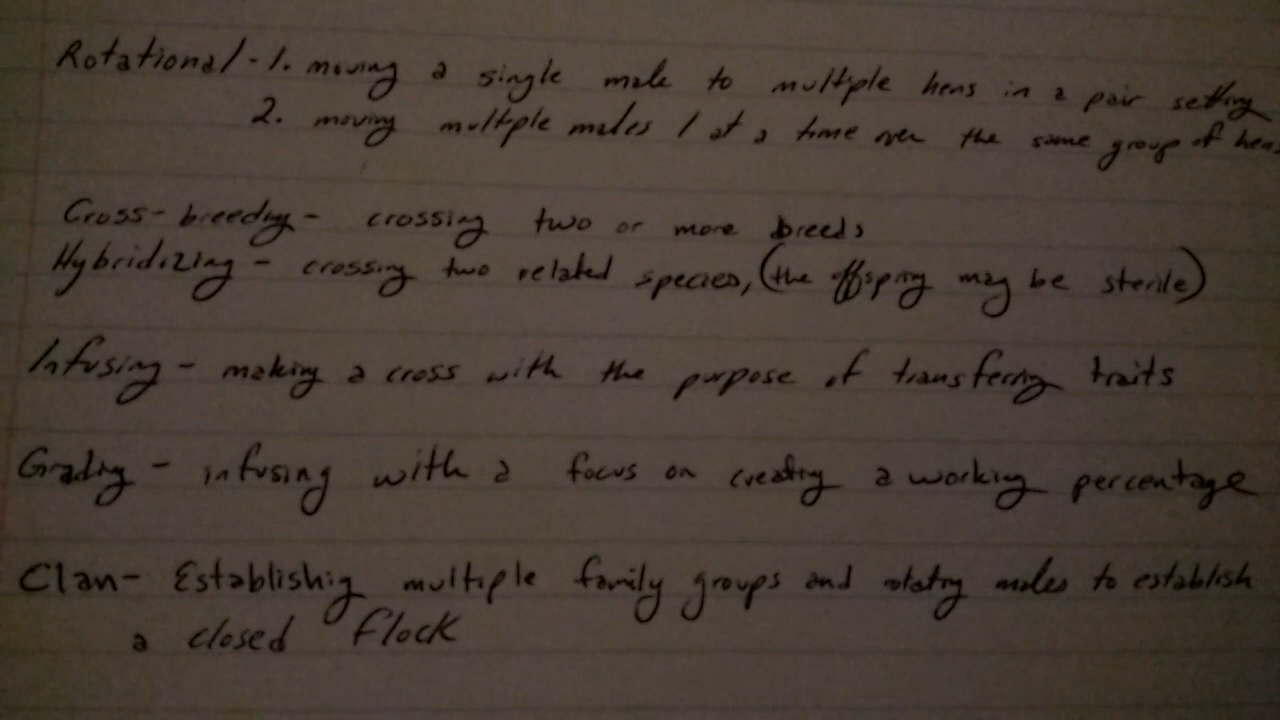 Rotational - 1. moving a single male to multiple hens in a pair setting
2. moving multiple males 1 at a time over the same group of hens
Cross-breeding - crossing two or more breeds
Hybridizing - crossing two related species, (the offspring may be sterile)
Infusing - making a cross with the purpose of transferring traits
Grading - infusing with a focus on creating a working percentage
Clan - Establishing multiple family groups and rotating males to establish
a closed flock